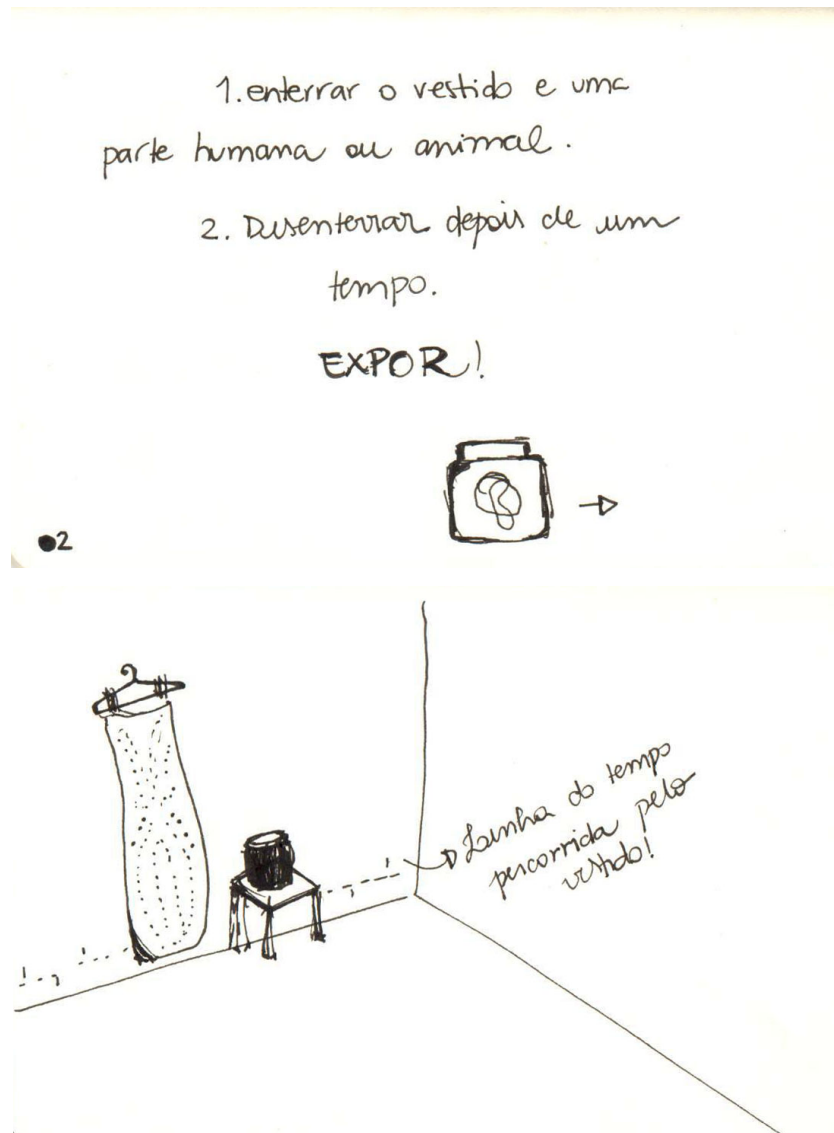 1. enterrar o vestido e uma
parte humana ou animal.
2. Desenterrar depois de um
tempo.
EXPOR!
●2
Linha do tempo
percorrida pelo
vestido!